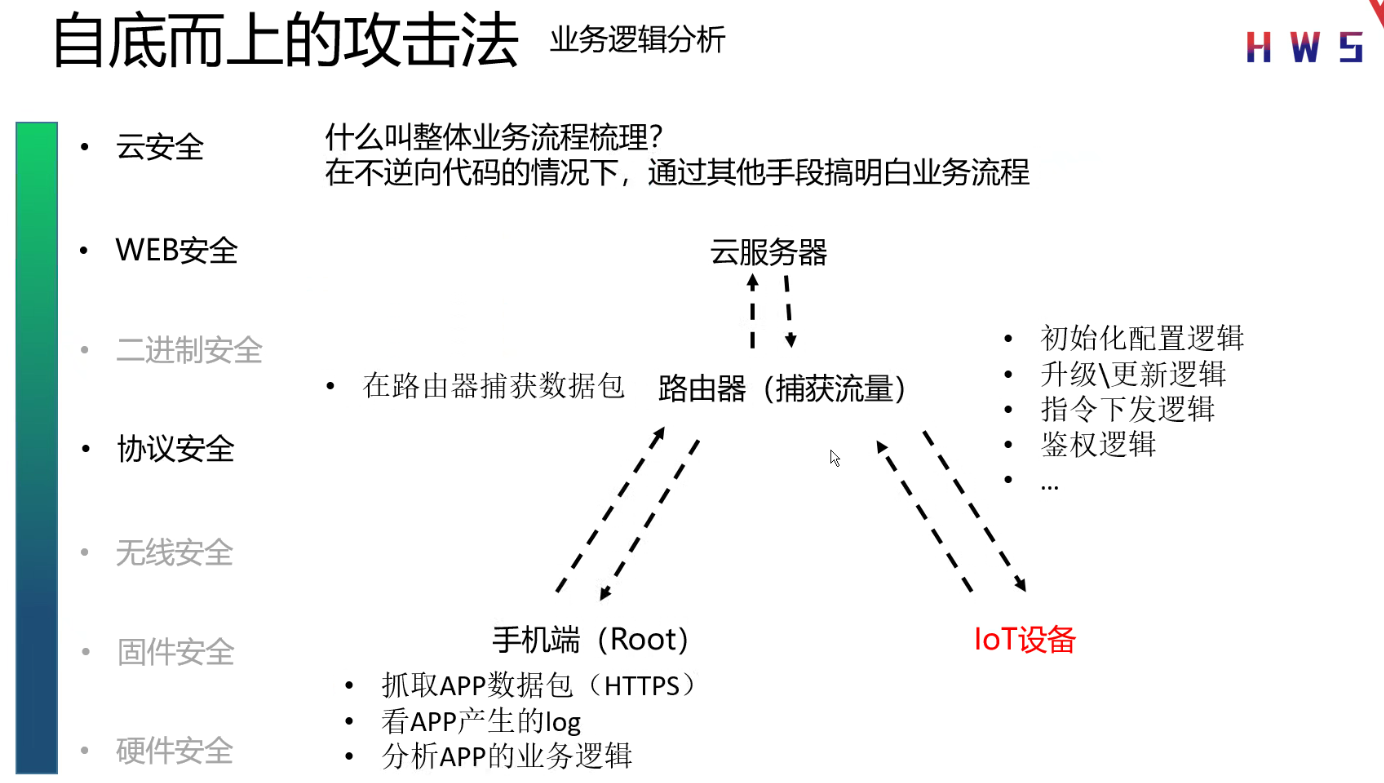 自底而上的攻击法 业务逻辑分析
HWS
云安全
WEB安全
二进制安全
协议安全
无线安全
固件安全
硬件安全
什么叫整体业务流程梳理？
在不逆向代码的情况下，通过其他手段搞明白业务流程
云服务器
在路由器捕获数据包
路由器（捕获流量）
初始化配置逻辑
升级\更新逻辑
指令下发逻辑
鉴权逻辑
...
手机端（Root）
抓取APP数据包（HTTPS）
看APP产生的log
分析APP的业务逻辑
IoT设备